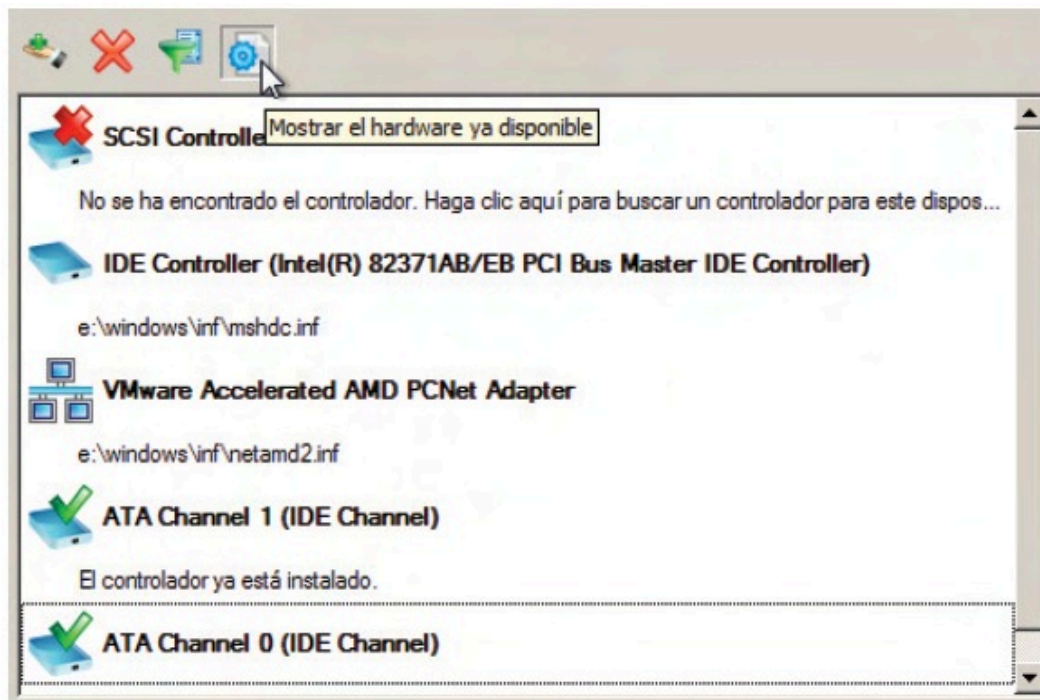 Mostrar el hardware ya disponible
SCSI Controlle
No se ha encontrado el controlador. Haga clic aquí para buscar un controlador para este dispos...
IDE Controller (Intel(R) 82371AB/EB PCI Bus Master IDE Controller)
e:\windows\inf\mshdc.inf
VMware Accelerated AMD PCNet Adapter
e:\windows\inf\netamd2.inf
ATA Channel 1 (IDE Channel)
El controlador ya está instalado.
ATA Channel 0 (IDE Channel)